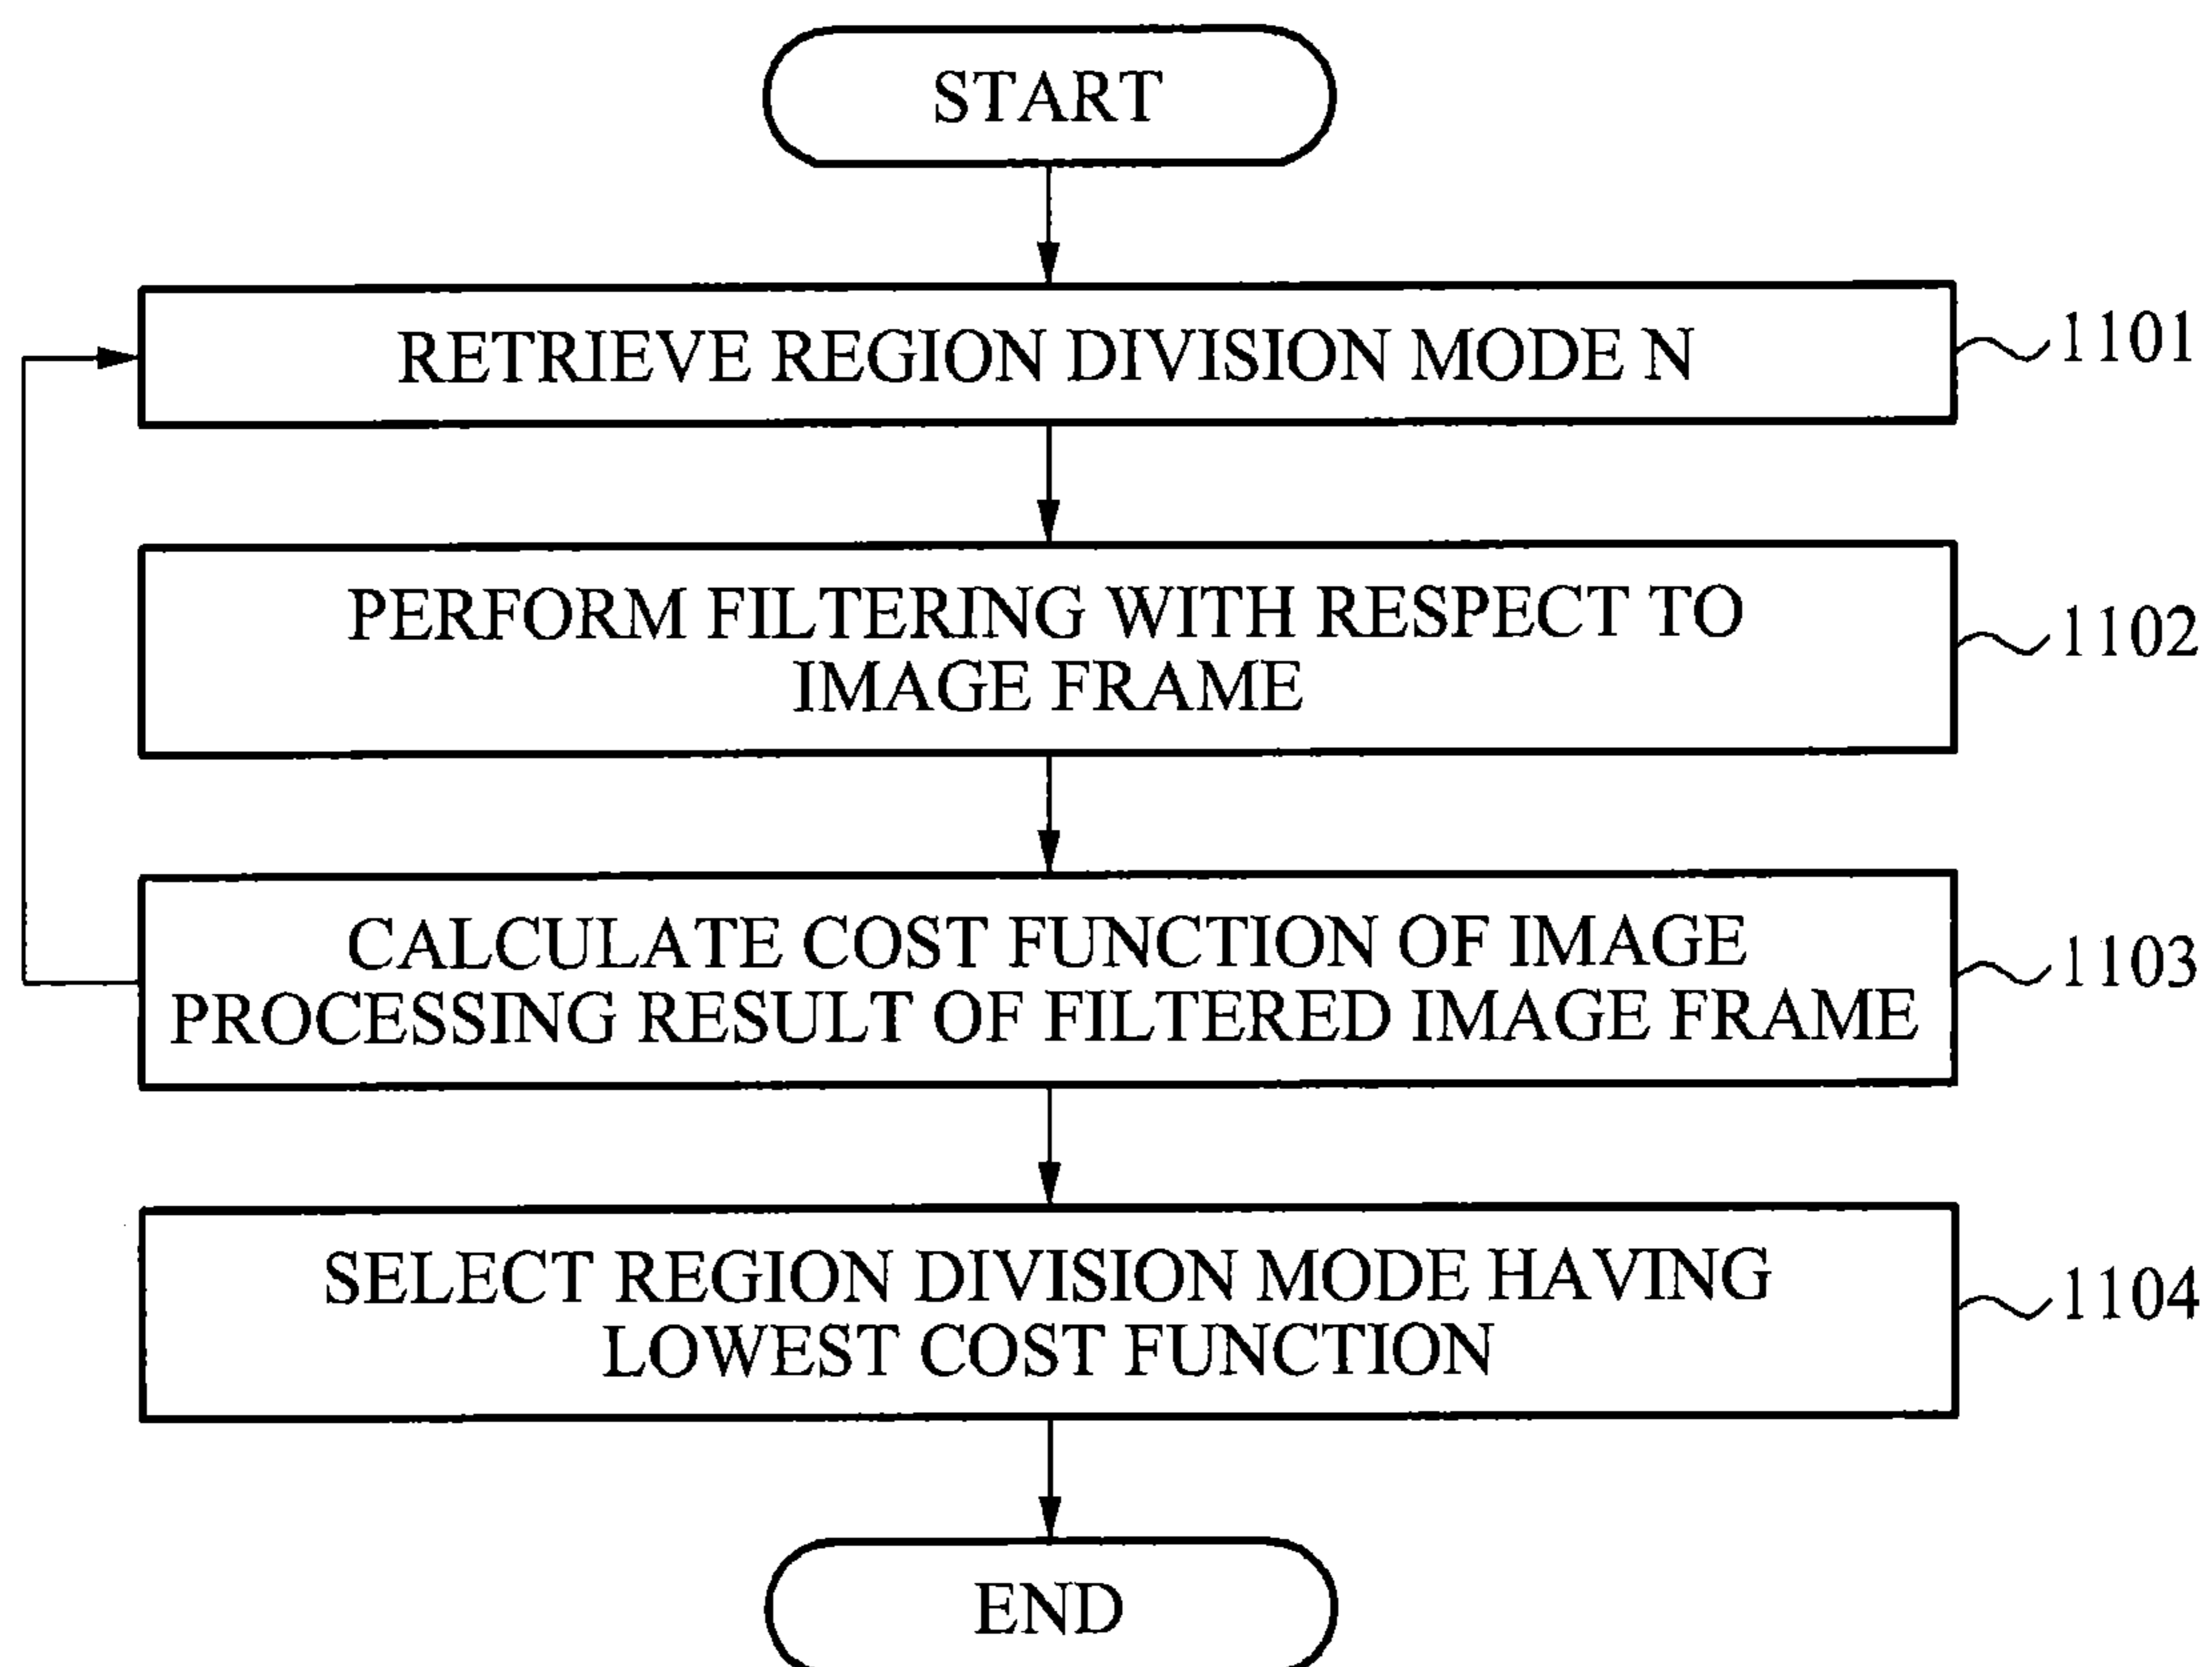 START
RETRIEVE REGION DIVISION MODE N
1101
PERFORM FILTERING WITH RESPECT TO
IMAGE FRAME
1102
CALCULATE COST FUNCTION OF IMAGE
PROCESSING RESULT OF FILTERED IMAGE FRAME
1103
SELECT REGION DIVISION MODE HAVING
LOWEST COST FUNCTION
1104
END